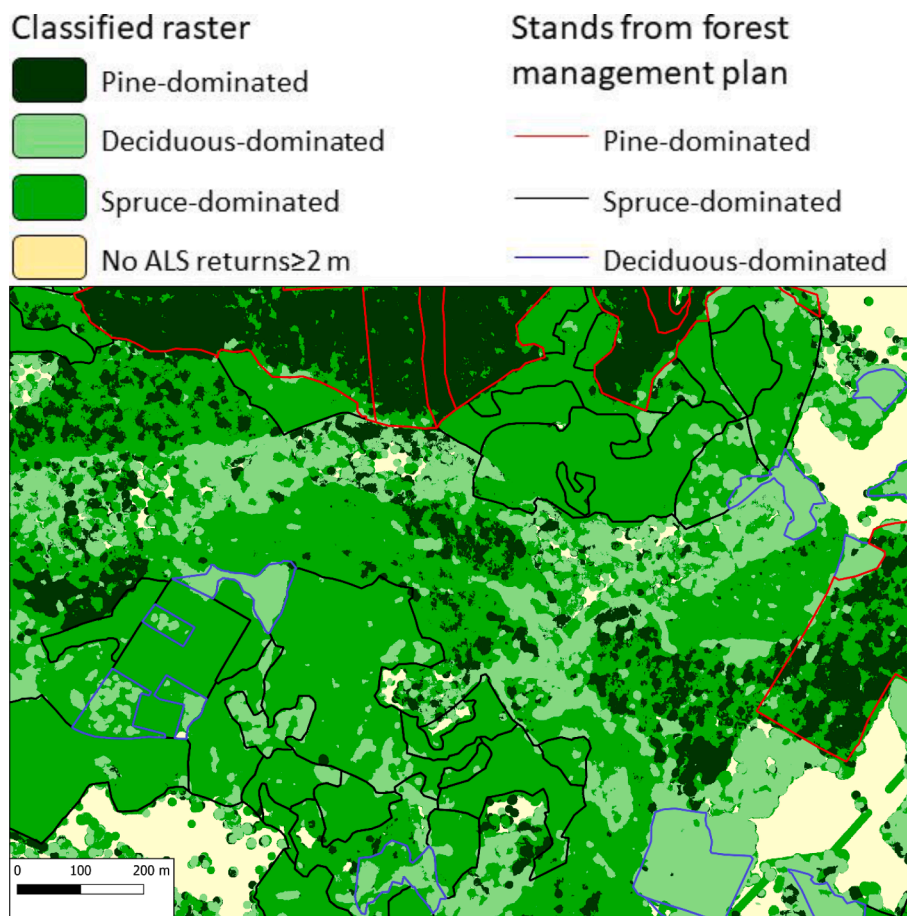 Classified raster
Pine-dominated
Deciduous-dominated
Spruce-dominated
No ALS returns≥2 m
Stands from forest
management plan
Pine-dominated
Spruce-dominated
Deciduous-dominated
0 100 200 m